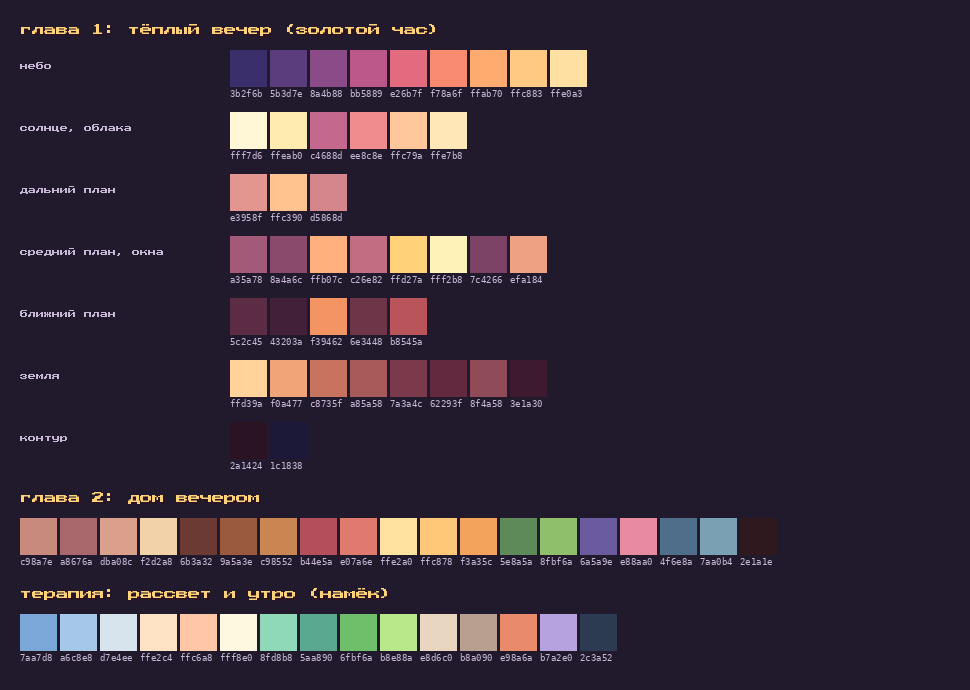 глава 1: тёплый вечер (золотой час)
небо
3b2f6b 5b3d7e 8a4b88 bb5889 e26b7f f78a6f ffab70 ffc883 ffe0a3
солнце, облака
fff7d6 ffeab0 c4688d ee8c8e ffc79a ffe7b8
дальний план
e3958f ffc390 d5868d
средний план, окна
a35a78 8a4a6c ffb07c c26e82 ffd27a fff2b8 7c4266 efa184
ближний план
5c2c45 43203a f39462 6e3448 b8545a
земля
ffd39a f0a477 c8735f a85a58 7a3a4c 62293f 8f4a58 3e1a30
контур
2a1424 1c1838
глава 2: дом вечером
c98a7e a8676a dba08c f2d2a8 6b3a32 9a5a3e c98552 b44e5a e07a6e ffe2a0 ffc878 f3a35c 5e8a5a 8fbf6a 6a5a9e e88aa0 4f6e8a 7aa0b4 2e1a1e
терапия: рассвет и утро (намёк)
7aa7d8 a6c8e8 d7e4ee ffe2c4 ffc6a8 fff8e0 8fd8b8 5aa890 6fbf6a b8e88a e8d6c0 b8a090 e98a6a b7a2e0 2c3a52